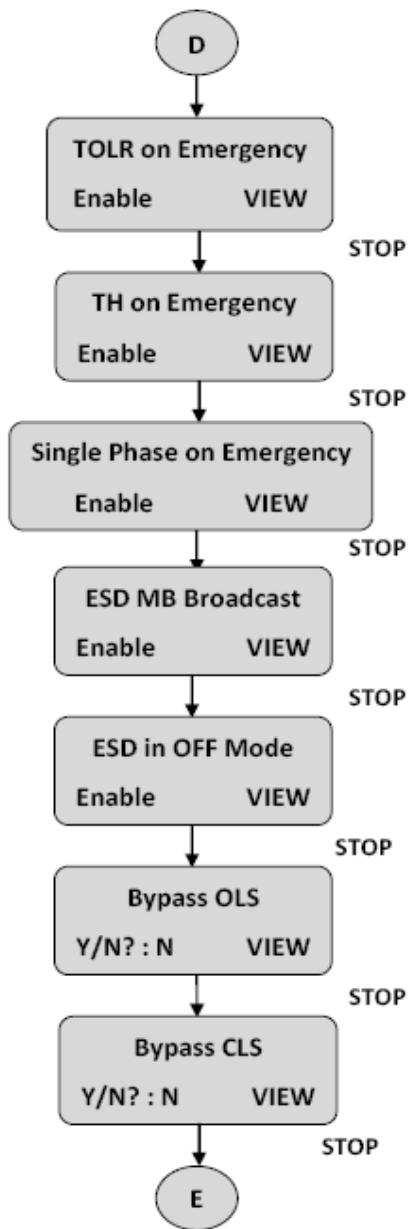 D
TOLR on Emergency
Enable VIEW
STOP
TH on Emergency
Enable VIEW
STOP
Single Phase on Emergency
Enable VIEW
STOP
ESD MB Broadcast
Enable VIEW
STOP
ESD in OFF Mode
Enable VIEW
STOP
Bypass OLS
Y/N? : N VIEW
STOP
Bypass CLS
Y/N? : N VIEW
STOP
E